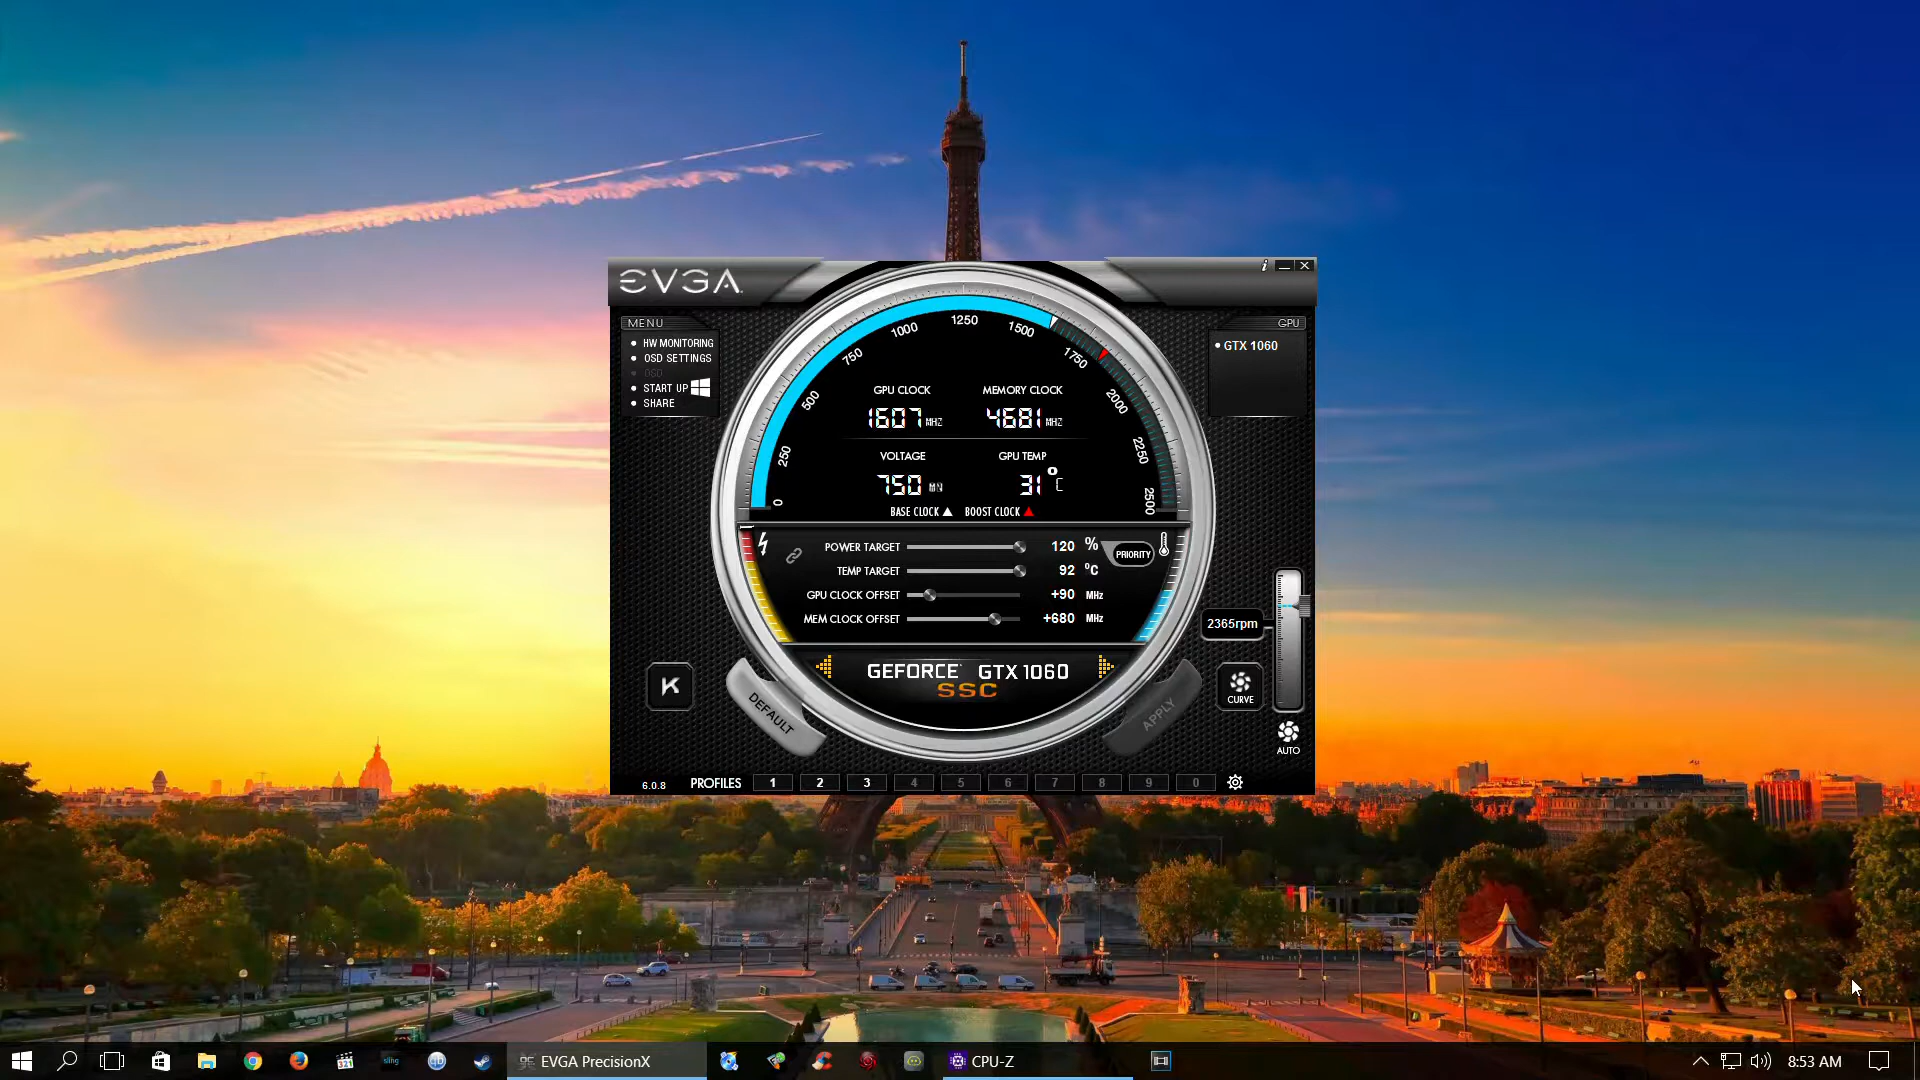 EVGA
MENU
HW MONITORING
OSD SETTINGS
OSD
START UP
SHARE
i
GPU
GTX 1060
0
250
500
750
1000
1250
1500
1750
2000
2250
2500
GPU CLOCK
MEMORY CLOCK
1607 MHZ
4681 MHZ
VOLTAGE
GPU TEMP
750
31 °C
BASE CLOCK
BOOST CLOCK
POWER TARGET 120 %
PRIORITY
TEMP TARGET 92 °C
GPU CLOCK OFFSET +90 MHz
MEM CLOCK OFFSET +680 MHz
2365rpm
GEFORCE GTX 1060
SSC
K
DEFAULT
APPLY
CURVE
AUTO
6.0.8
PROFILES 1 2 3 4 5 6 7 8 9 0
321
sling
EVGA PrecisionX
CPU-Z
8:53 AM